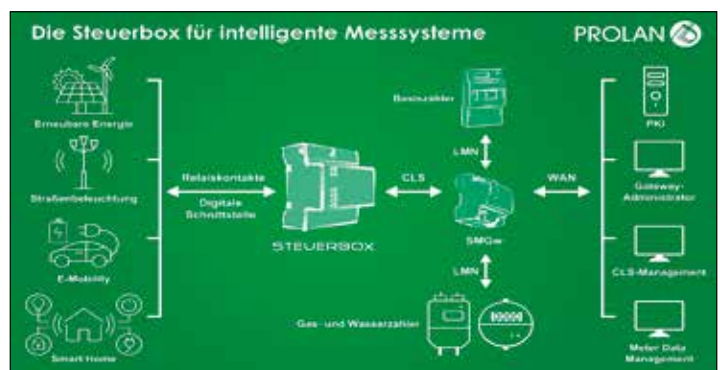 Die Steuerbox für intelligente Messsysteme
PROLAN
Erneubare Energie
Straßenbeleuchtung
E-Mobility
Smart Home
Relaiskontakte
Digitale
Schnittstelle
STEUERBOX
CLS
Basiszähler
LMN
SMGw
LMN
Gas- und Wasserzähler
WAN
PKI
Gateway-
Administrator
CLS-Management
Meter Data
Management